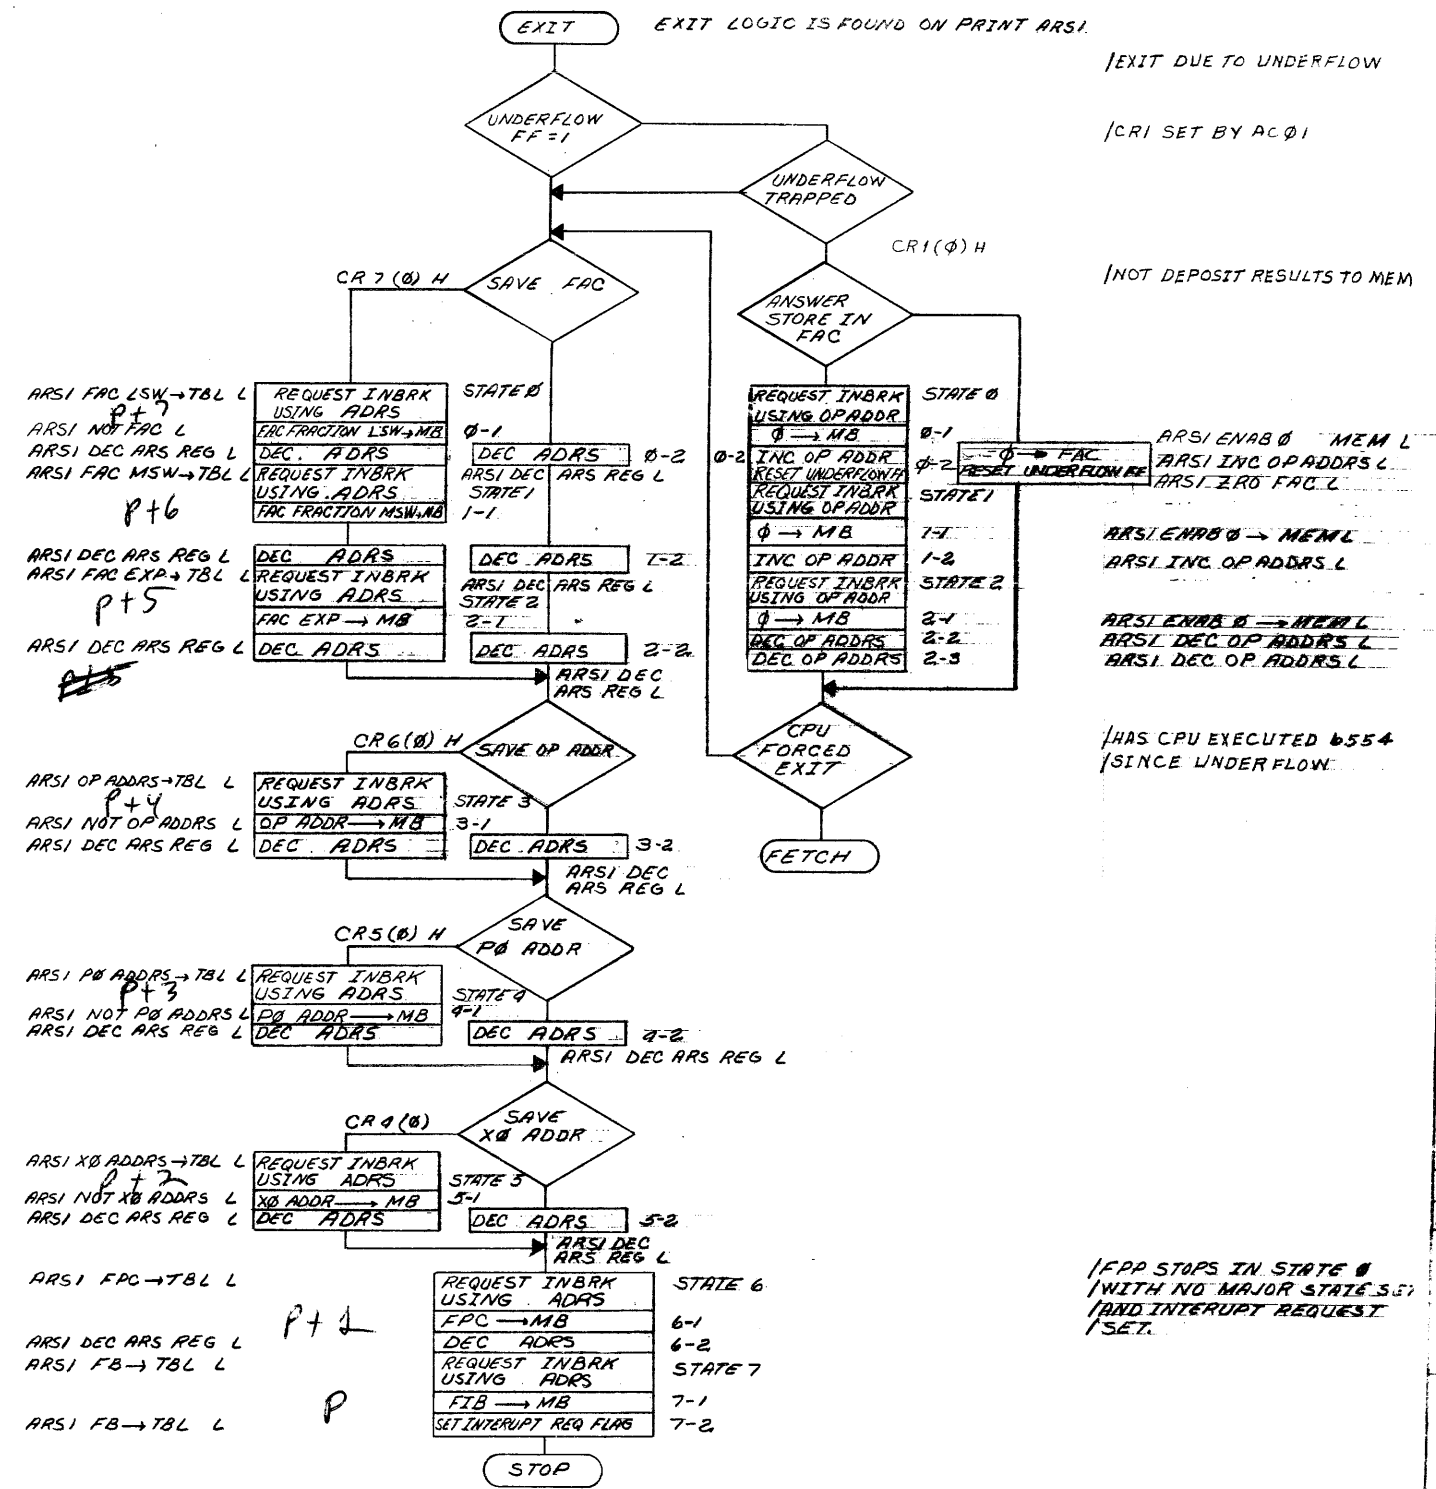 EXIT
EXIT LOGIC IS FOUND ON PRINT ARS1.
/EXIT DUE TO UNDERFLOW
UNDERFLOW
FF=1
/CR1 SET BY ACØ1
UNDERFLOW
TRAPPED
CR1(Ø)H
CR7(Ø) H
SAVE FAC
/NOT DEPOSIT RESULTS TO MEM
ANSWER
STORE IN
FAC
ARS1 FAC LSW→TBL L
P+7
ARS1 NOT FAC L
ARS1 DEC ARS REG L
ARS1 FAC MSW→TBL L
P+6
ARS1 DEC ARS REG L
ARS1 FAC EXP→TBL L
P+5
ARS1 DEC ARS REG L
REQUEST INBRK
USING ADRS
FAC FRACTION LSW→MB
DEC. ADRS
REQUEST INBRK
USING ADRS
FAC FRACTION MSW→MB
DEC ADRS
REQUEST INBRK
USING ADRS
FAC EXP→MB
DEC ADRS
STATE Ø
Ø-1
DEC ADRS Ø-2
ARS1 DEC ARS REG L
STATE 1
1-1
DEC ADRS 1-2
ARS1 DEC ARS REG L
STATE 2
2-1
DEC ADRS 2-2
ARS1 DEC
ARS REG L
REQUEST INBRK
USING OP ADDR
Ø→MB
Ø-2 INC OP ADDR
RESET UNDERFLOW FF
REQUEST INBRK
USING OP ADDR
Ø→MB
INC OP ADDR
REQUEST INBRK
USING OP ADDR
Ø→MB
DEC OP ADDRS
DEC OP ADDRS
STATE Ø
Ø-1
Ø-2
STATE 1
1-1
1-2
STATE 2
2-1
2-2
2-3
Ø→FAC
RESET UNDERFLOW FF
ARS1 ENAB Ø MEM L
ARS1 INC OP ADDRS L
ARS1 ZRO FAC L
ARS1 ENAB Ø→MEM L
ARS1 INC OP ADDRS L
ARS1 ENAB Ø→MEM L
ARS1 DEC OP ADDRS L
ARS1 DEC OP ADDRS L
CPU
FORCED
EXIT
/HAS CPU EXECUTED 6554
/SINCE UNDERFLOW
FETCH
CR6(Ø) H
SAVE OP ADDR
ARS1 OP ADDRS→TBL L
P+4
ARS1 NOT OP ADDRS L
ARS1 DEC ARS REG L
REQUEST INBRK
USING ADRS
OP ADDR→MB
DEC ADRS
STATE 3
3-1
DEC ADRS 3-2
ARS1 DEC
ARS REG L
CR5(Ø) H
SAVE
PØ ADDR
ARS1 PØ ADDRS→TBL L
P+3
ARS1 NOT PØ ADDRS L
ARS1 DEC ARS REG L
REQUEST INBRK
USING ADRS
PØ ADDR→MB
DEC ADRS
STATE 4
4-1
DEC ADRS 4-2
ARS1 DEC ARS REG L
CR4(Ø)
SAVE
XØ ADDR
ARS1 XØ ADDRS→TBL L
P+2
ARS1 NOT XØ ADDRS L
ARS1 DEC ARS REG L
REQUEST INBRK
USING ADRS
XØ ADDR→MB
DEC ADRS
STATE 5
5-1
DEC ADRS 5-2
ARS1 DEC
ARS REG L
ARS1 FPC→TBL L
P+1
ARS1 DEC ARS REG L
ARS1 FB→TBL L
P
ARS1 FB→TBL L
REQUEST INBRK
USING ADRS
FPC→MB
DEC ADRS
REQUEST INBRK
USING ADRS
FIB→MB
SET INTERUPT REQ FLAG
STATE 6
6-1
6-2
STATE 7
7-1
7-2
/FPP STOPS IN STATE Ø
/WITH NO MAJOR STATE SET
/AND INTERUPT REQUEST
/SET.
STOP